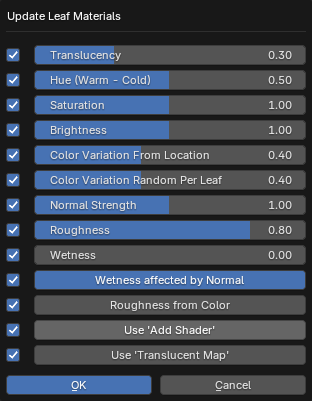 Update Leaf Materials
Translucency 0.30
Hue (Warm - Cold) 0.50
Saturation 1.00
Brightness 1.00
Color Variation From Location 0.40
Color Variation Random Per Leaf 0.40
Normal Strength 1.00
Roughness 0.80
Wetness 0.00
Wetness affected by Normal
Roughness from Color
Use 'Add Shader'
Use 'Translucent Map'
OK Cancel